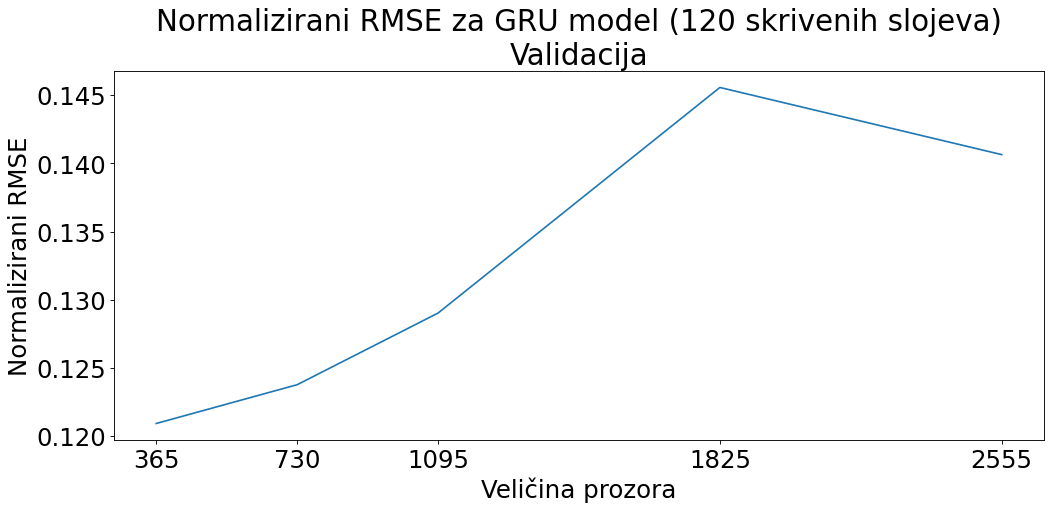 Normalizirani RMSE za GRU model (120 skrivenih slojeva)
Validacija
Normalizirani RMSE
0.145
0.140
0.135
0.130
0.125
0.120
365 730 1095 1825 2555
Veličina prozora